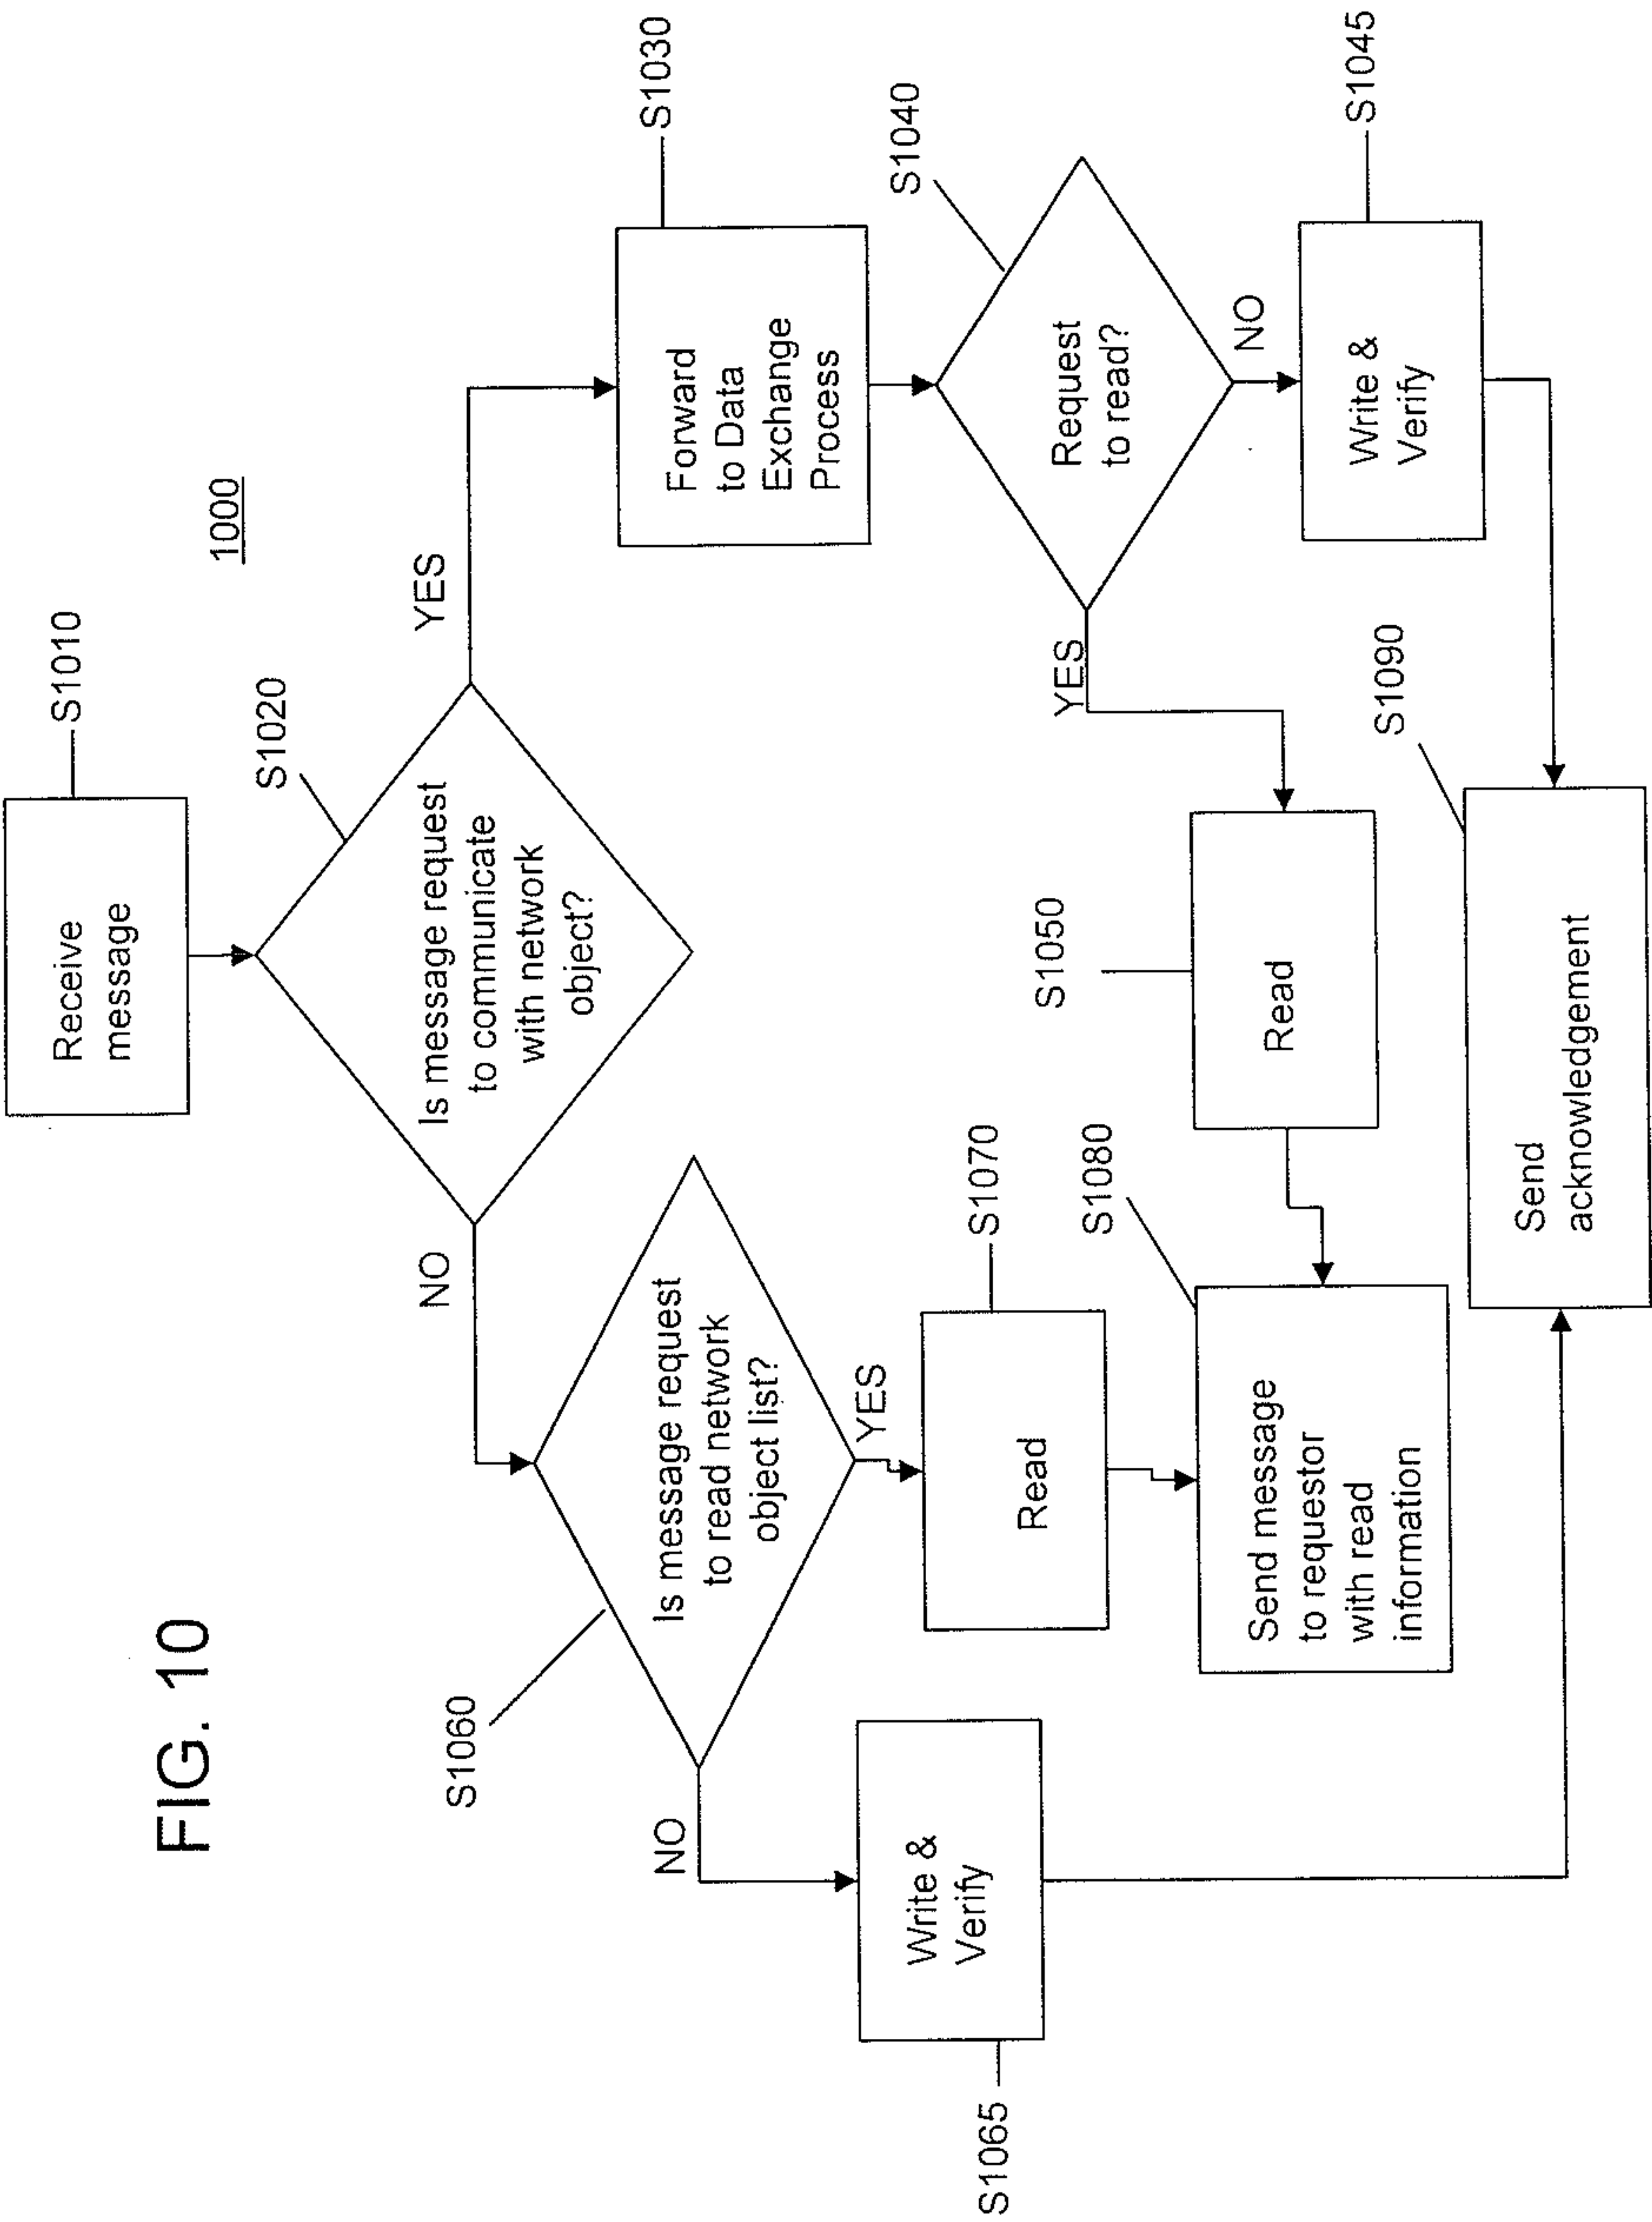 FIG. 10
1000
Receive
message
S1010
S1020
Is message request
to communicate
with network
object?
YES
NO
S1030
Forward
to Data
Exchange
Process
S1040
Request
to read?
YES
NO
S1045
Write &
Verify
S1050
Read
S1060
Is message request
to read network
object list?
YES
NO
S1065
Write &
Verify
S1070
Read
S1080
Send message
to requestor
with read
information
S1090
Send
acknowledgement